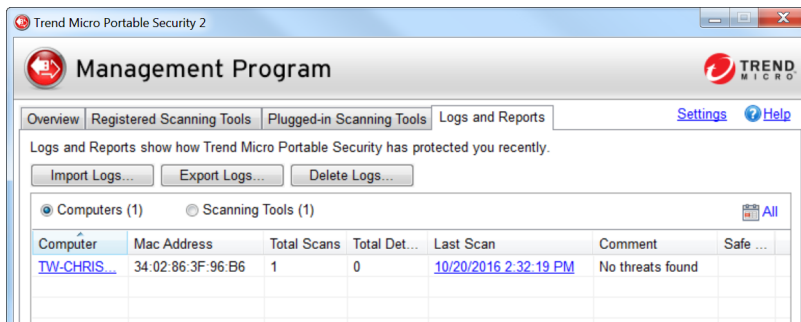 Trend Micro Portable Security 2
Management Program
TREND
MICRO
Overview Registered Scanning Tools Plugged-in Scanning Tools Logs and Reports Settings Help
Logs and Reports show how Trend Micro Portable Security has protected you recently.
Import Logs... Export Logs... Delete Logs...
Computers (1) Scanning Tools (1) All
Computer Mac Address Total Scans Total Det... Last Scan Comment Safe ...
TW-CHRIS... 34:02:86:3F:96:B6 1 0 10/20/2016 2:32:19 PM No threats found